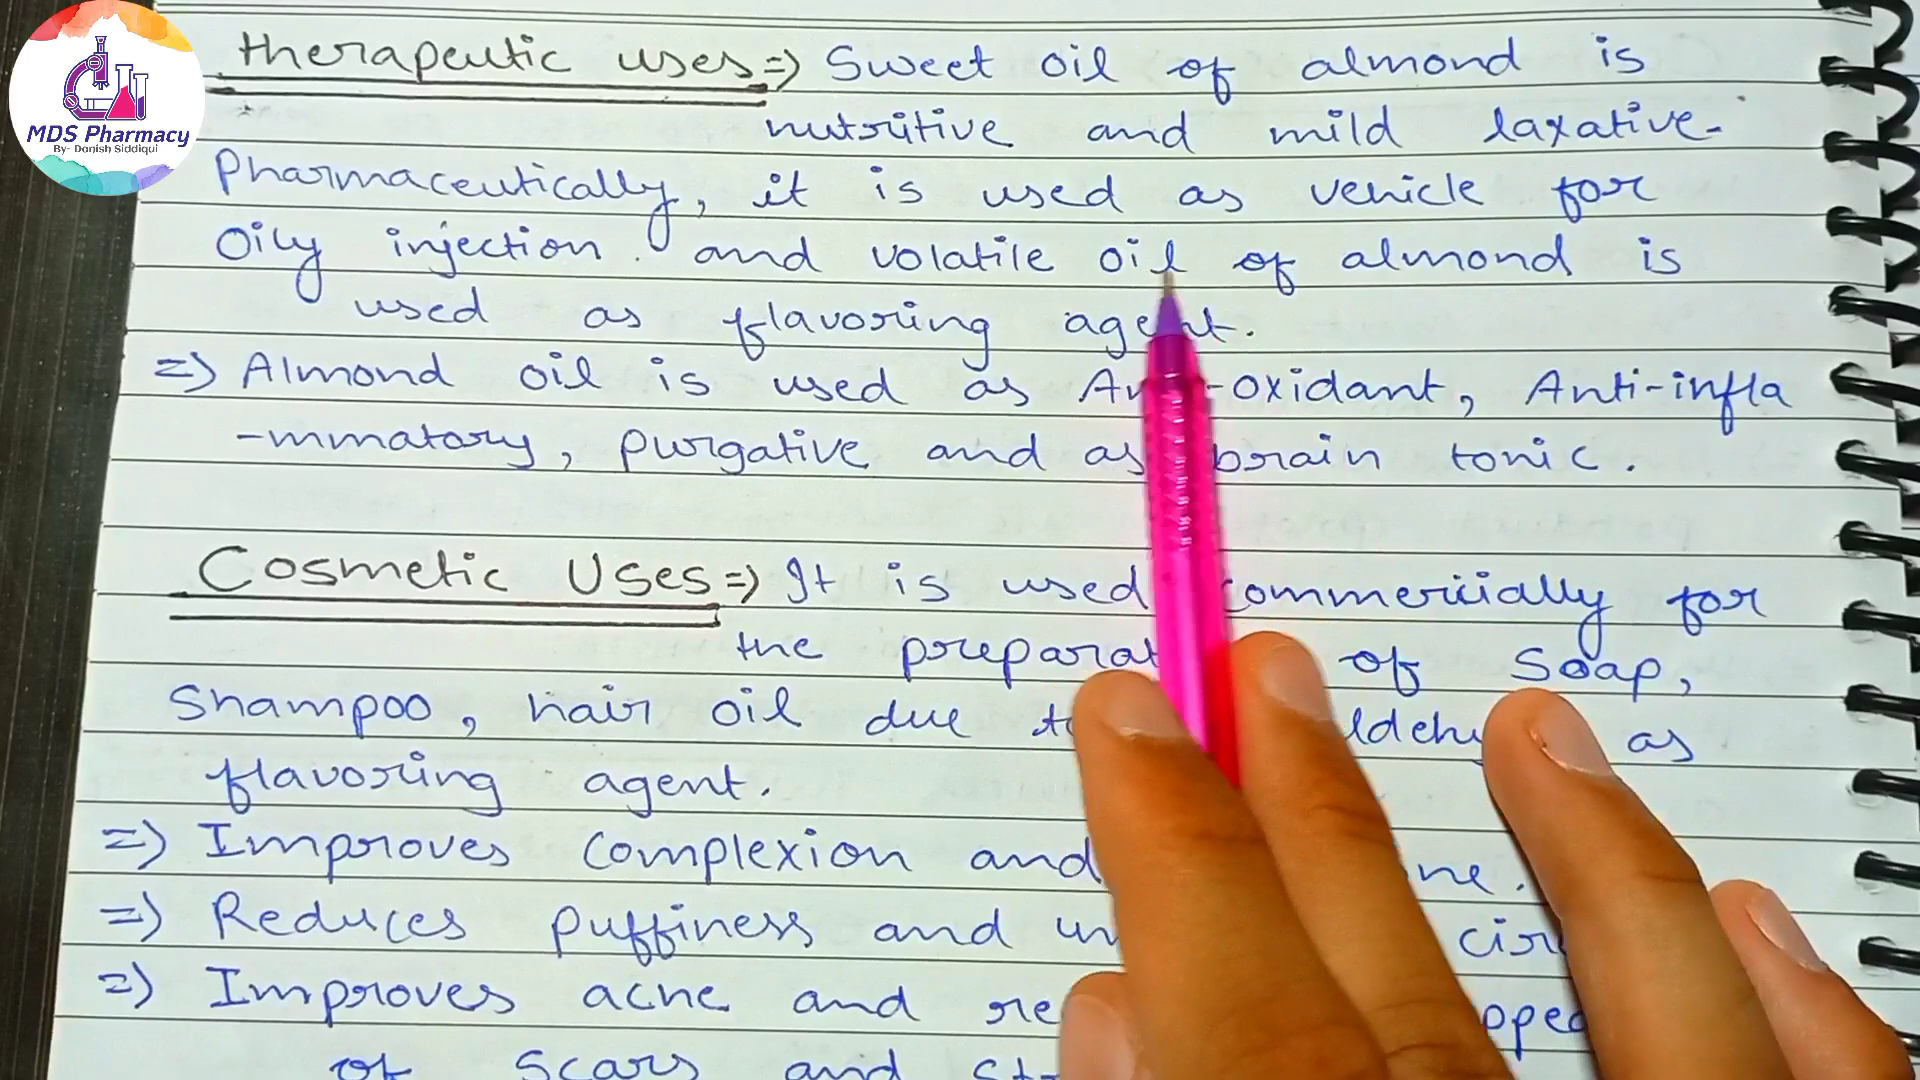 MDS Pharmacy
By- Danish Siddiqui
therapeutic uses => Sweet oil of almond is
nutritive and mild laxative.
Pharmaceutically, it is used as vehicle for
Oily injection. and volatile oil of almond is
used as flavoring agent.
=> Almond oil is used as -oxidant, Anti-infla
-mmatory, purgative and as brain tonic.
Cosmetic Uses => It is used commercially for
the of Soap,
Shampoo, hair oil due as
flavoring agent.
=> Improves complexion and
=> Reduces puffiness and
=> Improves acne and
of scars and